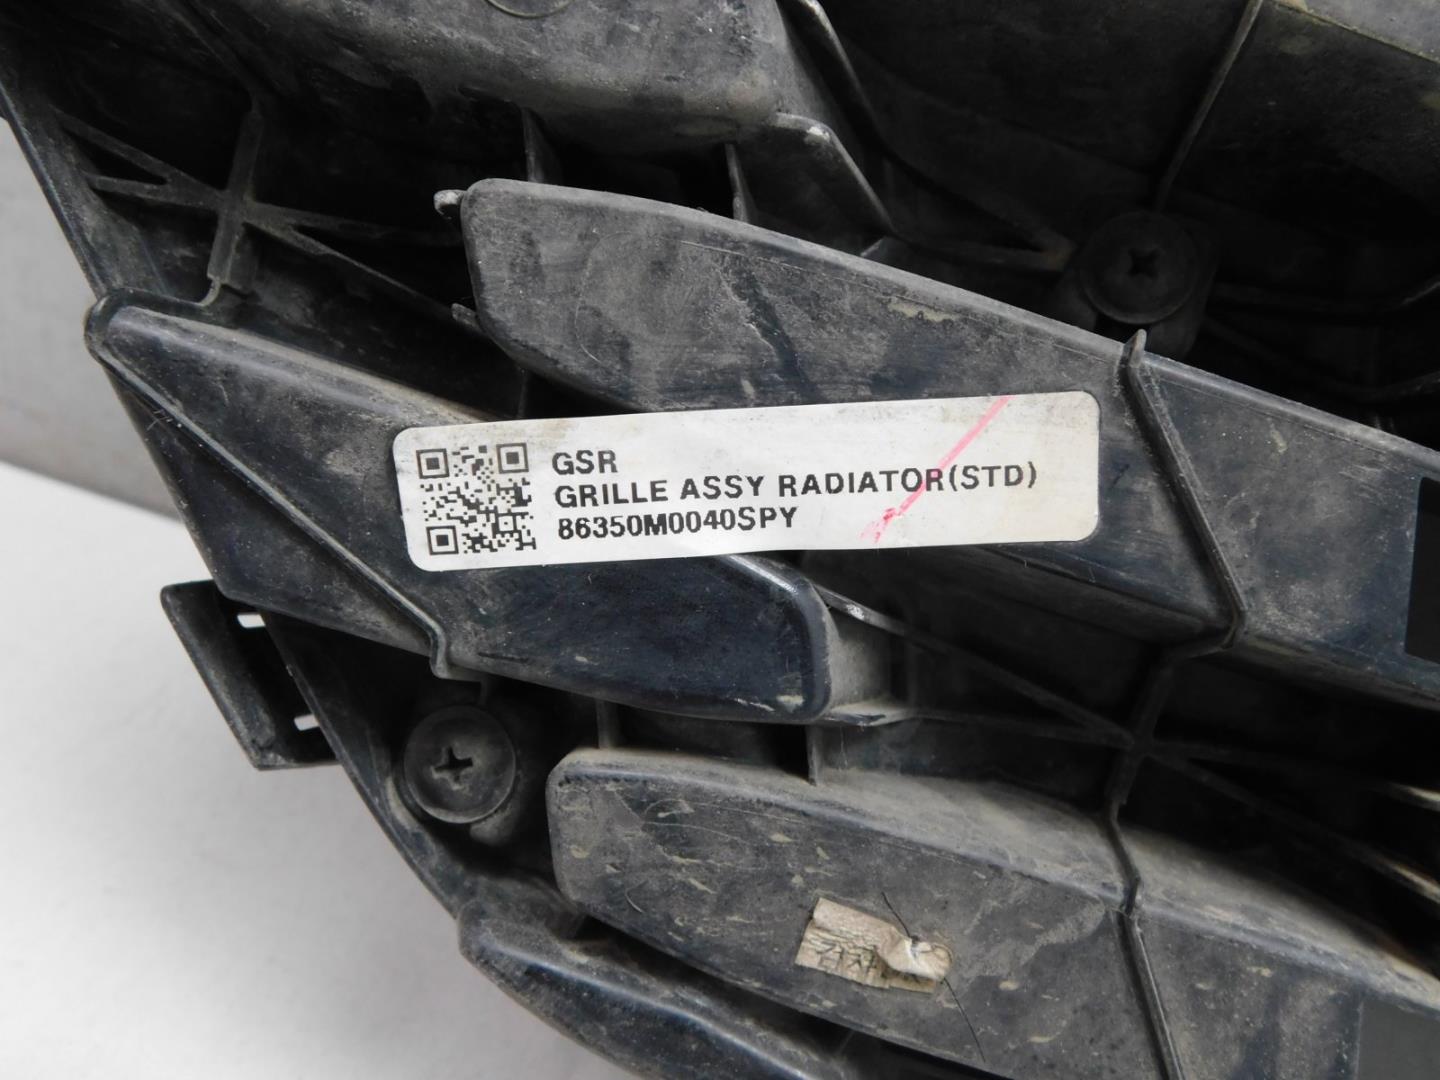 GSR
GRILLE ASSY RADIATOR(STD)
86350M0040SPY